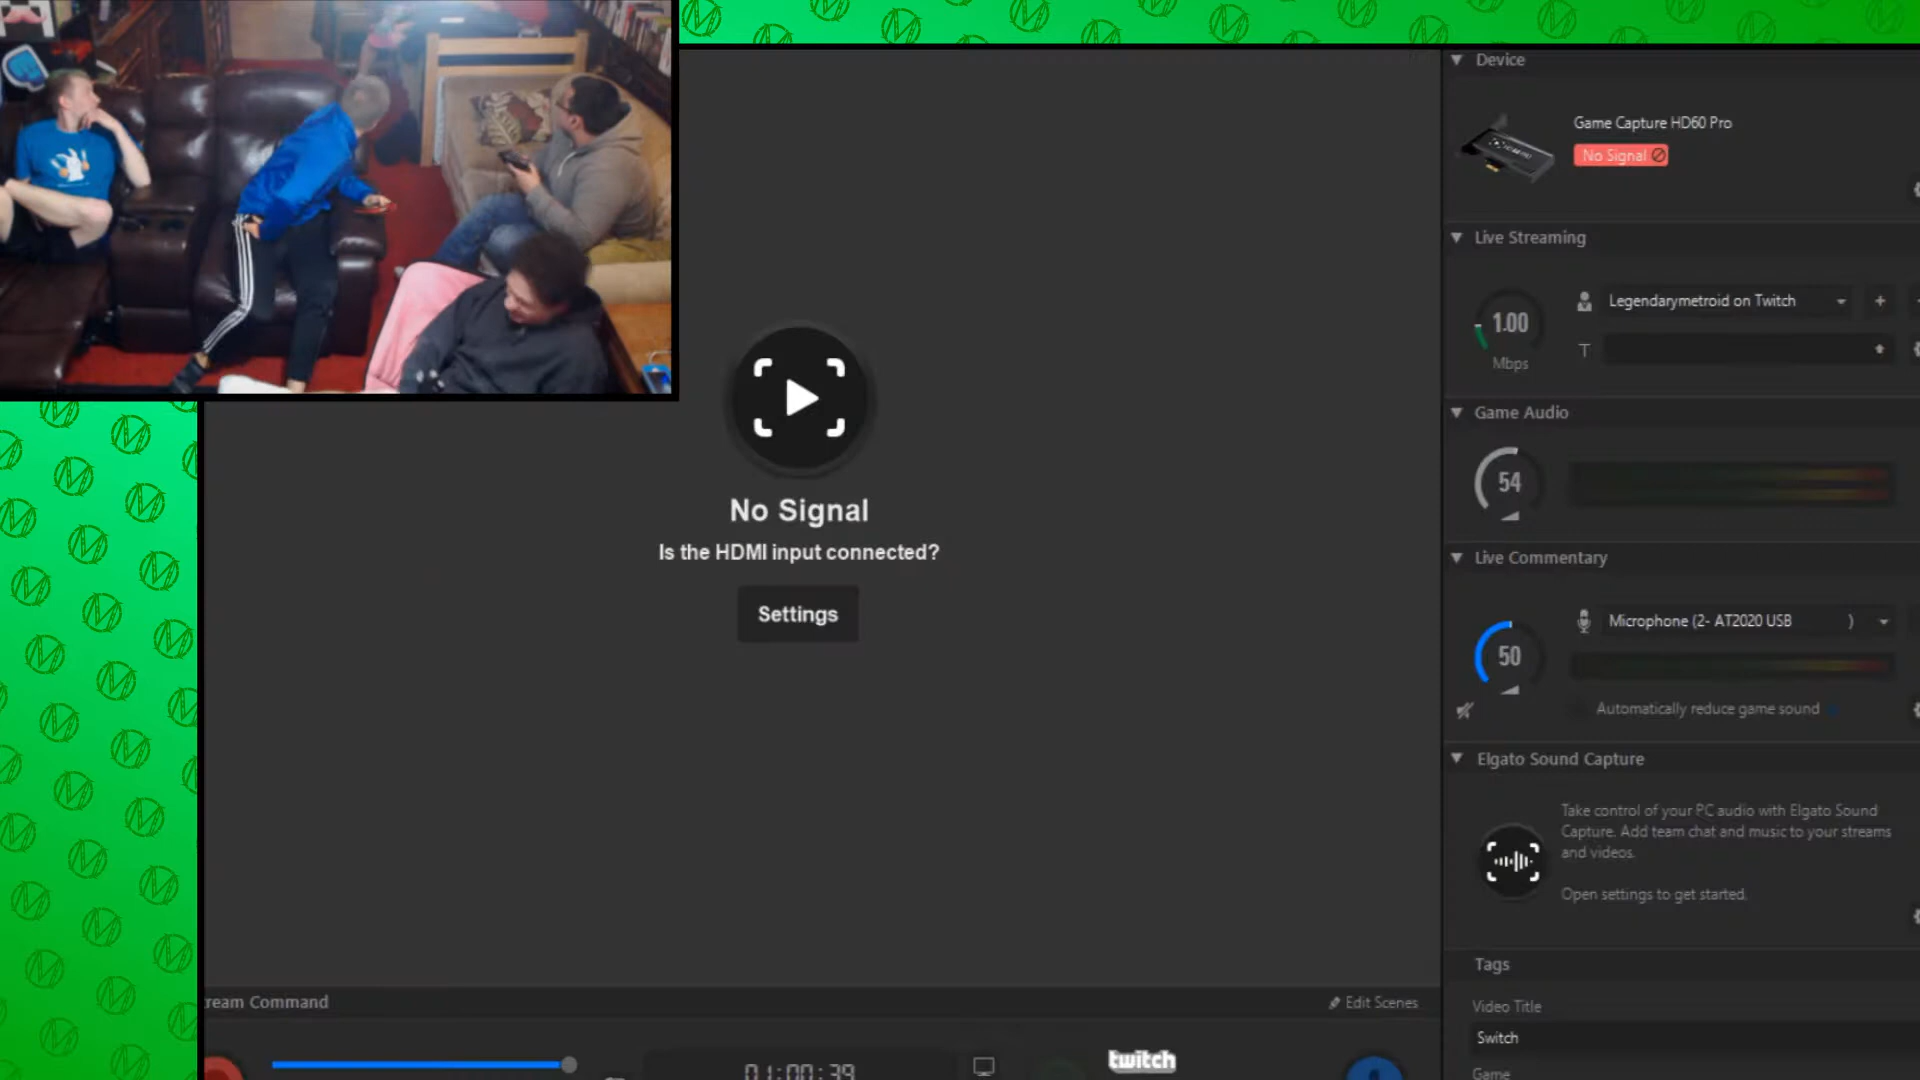 Device
Game Capture HD60 Pro
No Signal
Live Streaming
1.00
Mbps
Legendarymetroid on Twitch
T
Game Audio
54
No Signal
Is the HDMI input connected?
Settings
Live Commentary
Microphone (2- AT2020 USB )
50
Automatically reduce game sound
Elgato Sound Capture
Take control of your PC audio with Elgato Sound
Capture. Add team chat and music to your streams
and videos.
Open settings to get started.
Tags
Video Title
Switch
Game
ream Command
Edit Scenes
01:00:39
twitch